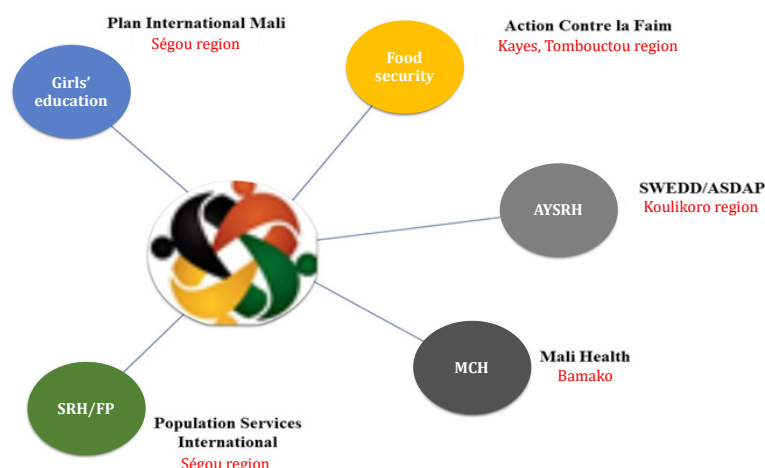 Plan International Mali
Ségou region
Girls'
education
Action Contre la Faim
Kayes, Tombouctou region
Food
security
SWEDD/ASDAP
Koulikoro region
AYSRH
Mali Health
Bamako
MCH
SRH/FP
Population Services
International
Ségou region